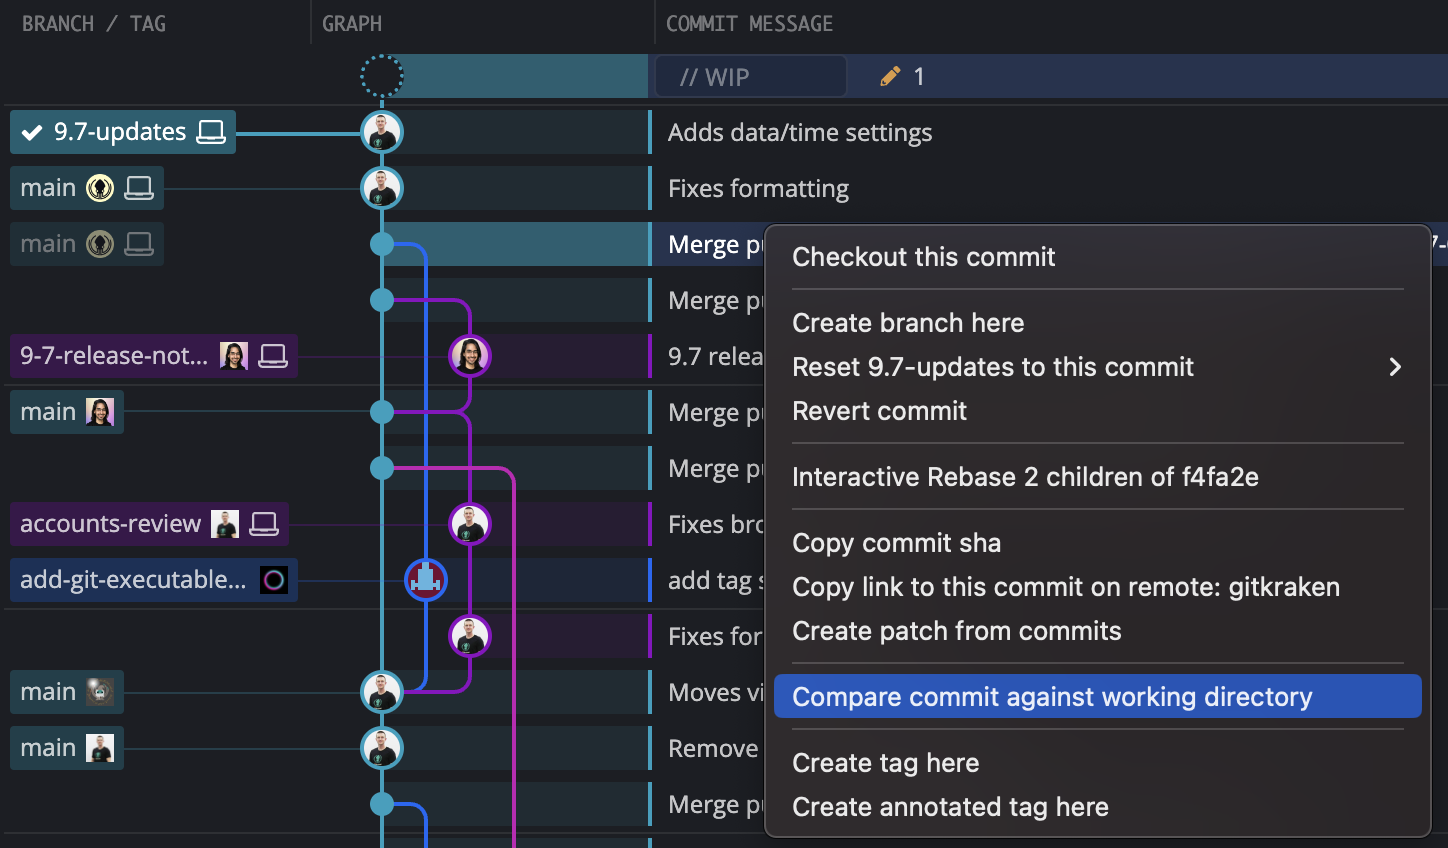 BRANCH / TAG
GRAPH
COMMIT MESSAGE
// WIP
1
9.7-updates
Adds data/time settings
main
Fixes formatting
main
Merge
Merge
9-7-release-not...
9.7
main
Merge
Merge
accounts-review
Fixes
add-git-executable...
add tag
Fixes
main
Moves
main
Remove
Merge
Checkout this commit
Create branch here
Reset 9.7-updates to this commit
Revert commit
Interactive Rebase 2 children of f4fa2e
Copy commit sha
Copy link to this commit on remote: gitkraken
Create patch from commits
Compare commit against working directory
Create tag here
Create annotated tag here